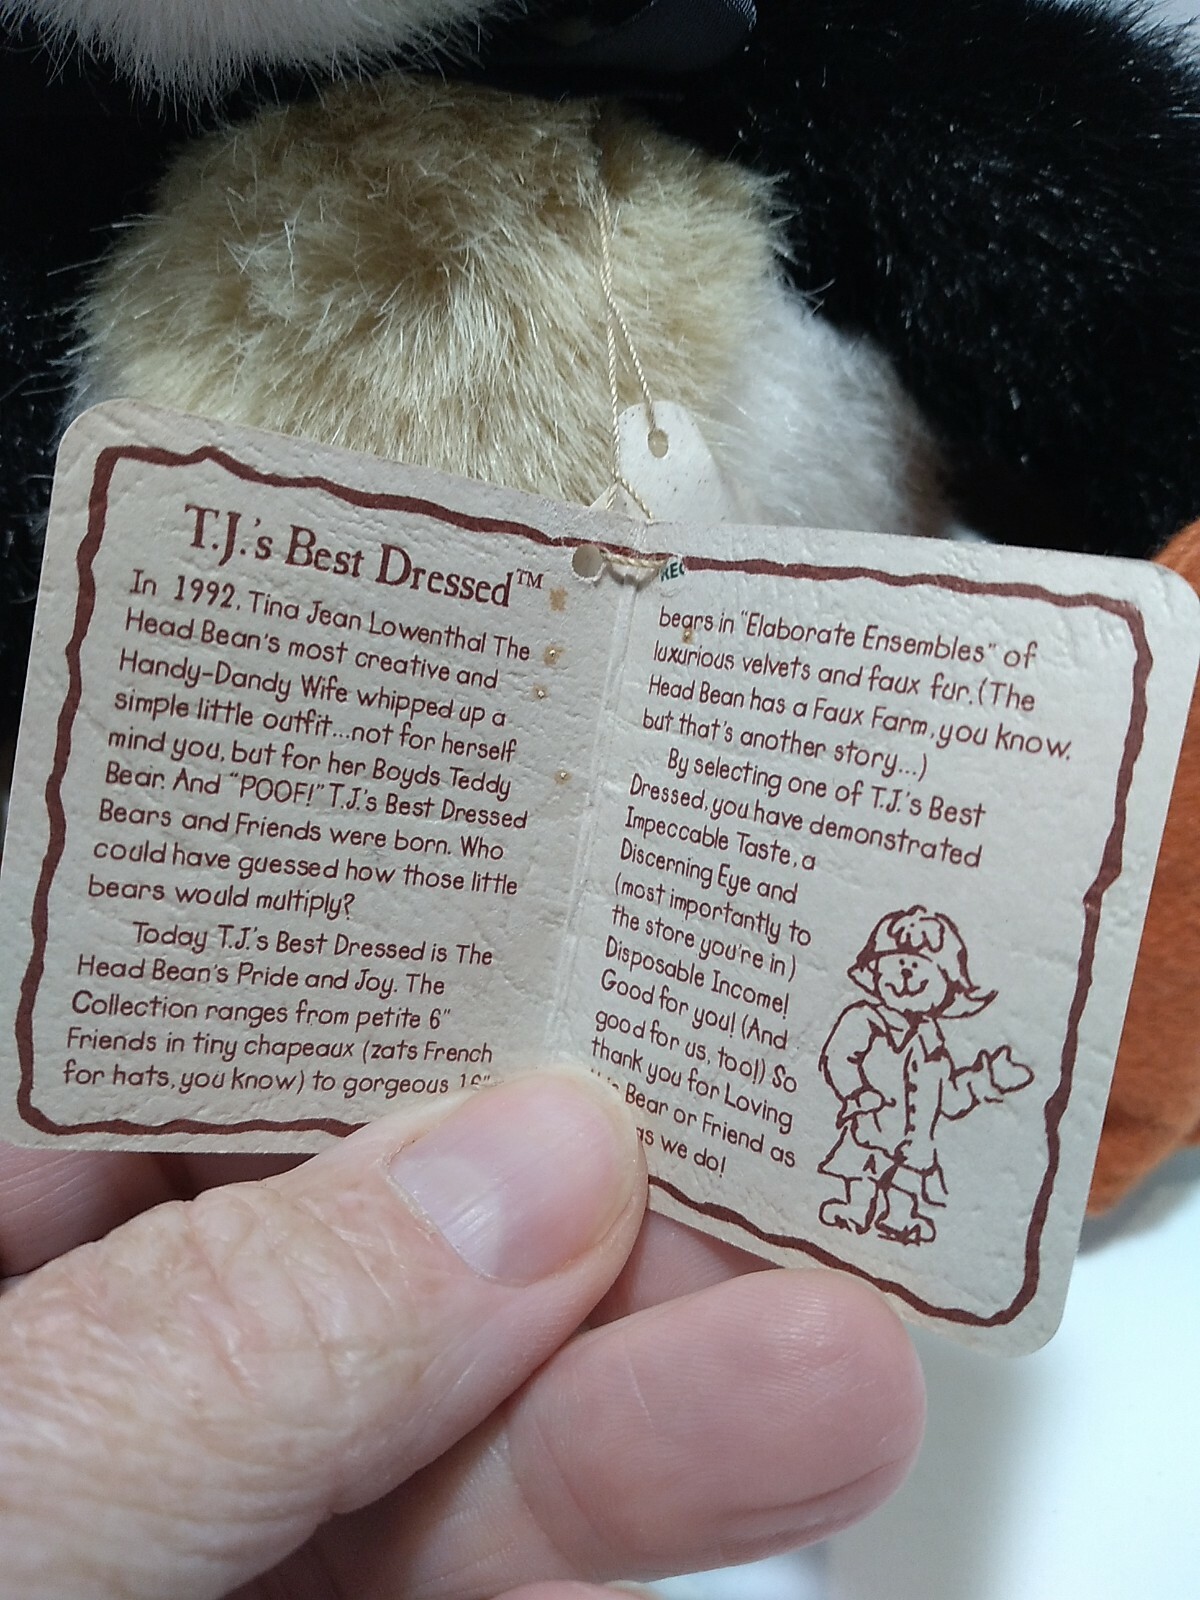 T.J.'s Best Dressed™
In 1992, Tina Jean Lowenthal The
Head Bean's most creative and
Handy-Dandy Wife whipped up a
simple little outfit...not for herself
mind you, but for her Boyds Teddy
Bear. And "POOF!" T.J.'s Best Dressed
Bears and Friends were born. Who
could have guessed how those little
bears would multiply?
Today T.J.'s Best Dressed is The
Head Bean's Pride and Joy. The
Collection ranges from petite 6"
Friends in tiny chapeaux (zats French
for hats, you know) to gorgeous 16"
bears in "Elaborate Ensembles" of
luxurious velvets and faux fur. (The
Head Bean has a Faux Farm, you know,
but that's another story...)
By selecting one of T.J.'s Best
Dressed, you have demonstrated
Impeccable Taste, a
Discerning Eye and
(most importantly to
the store you're in)
Disposable Income!
Good for you! (And
good for us, too!) So
thank you for Loving
Bear or Friend as
as we do!